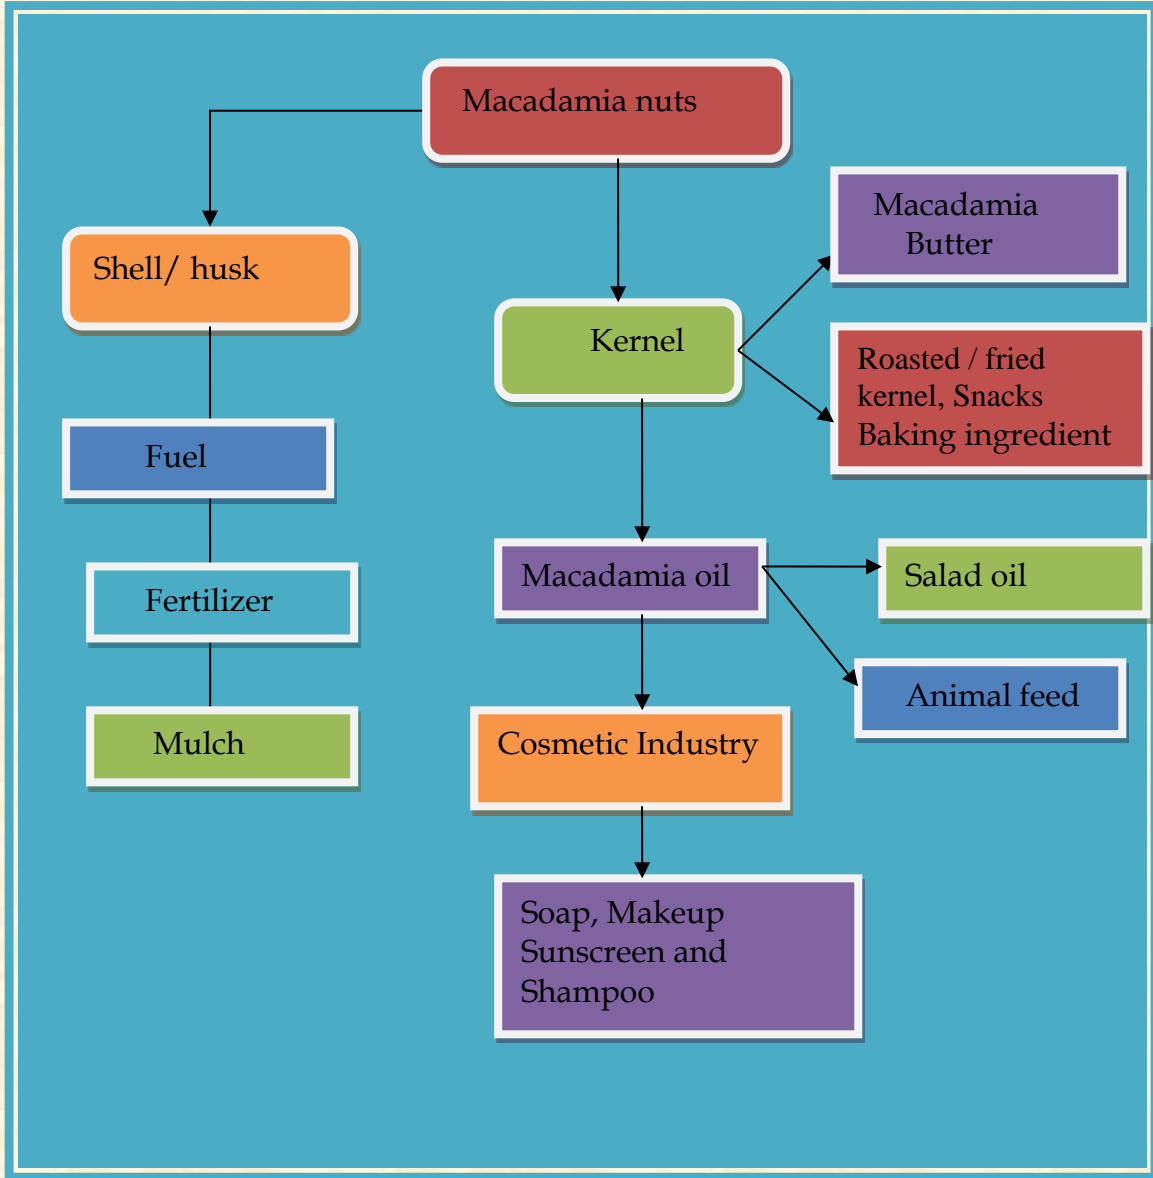 Macadamia nuts
Shell/ husk
Fuel
Fertilizer
Mulch
Kernel
Macadamia
Butter
Roasted / fried
kernel, Snacks
Baking ingredient
Macadamia oil
Salad oil
Animal feed
Cosmetic Industry
Soap, Makeup
Sunscreen and
Shampoo